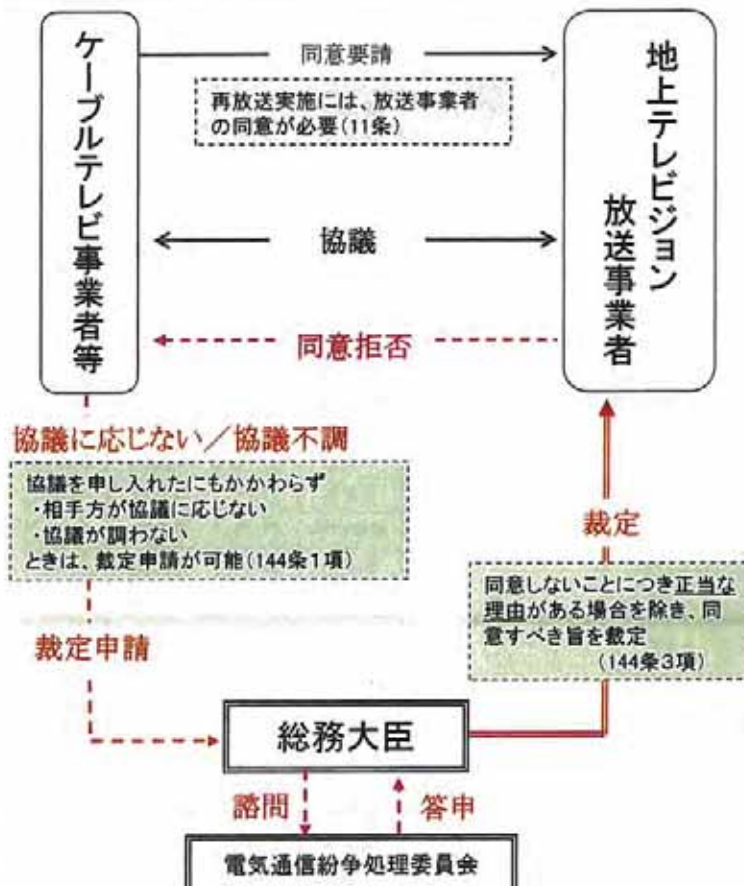 ケーブルテレビ事業者等
同意要請
再放送実施には、放送事業者
の同意が必要(11条)
地上テレビジョン
放送事業者
協議
同意拒否
協議に応じない／協議不調
協議を申し入れたにもかかわらず
・相手方が協議に応じない
・協議が調わない
ときは、裁定申請が可能(144条1項)
裁定
同意しないことにつき正当な
理由がある場合を除き、同
意すべき旨を裁定
(144条3項)
裁定申請
総務大臣
諮問
答申
電気通信紛争処理委員会